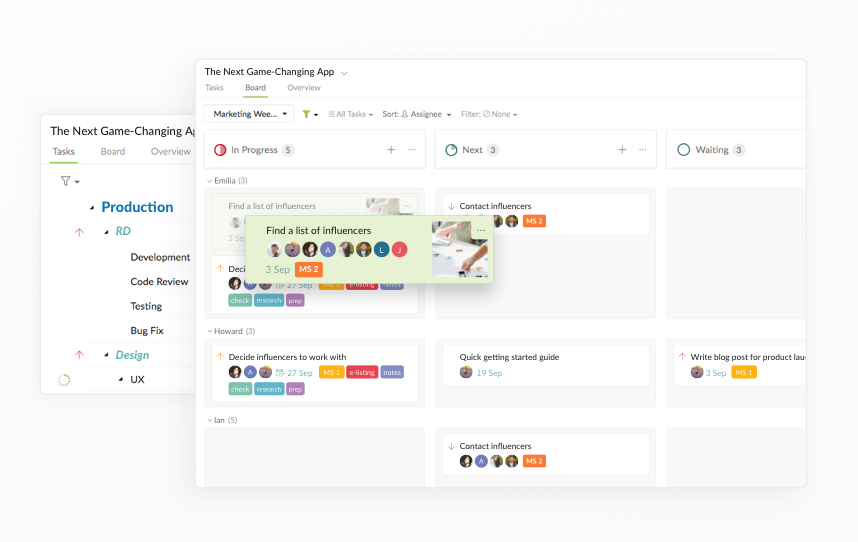 The Next Game-Changing App
Tasks Board Overview
Production
RD
Development
Code Review
Testing
Bug Fix
Design
UX
The Next Game-Changing App
Tasks Board Overview
Marketing Wee... All Tasks Sort: Assignee Filter: None
In Progress 5 Next 3 Waiting 3
Emilia (3)
Find a list of influencers
3 Sep
Contact influencers
MS 2
Find a list of influencers
A L J
3 Sep MS 2
Deci
A 27 Sep MS 1 e-listing notes
check research prep
Howard (3)
Decide influencers to work with
A 27 Sep MS 1 e-listing notes
check research prep
Quick getting started guide
19 Sep
Write blog post for product lau
3 Sep MS 1
Ian (5)
Contact influencers
A MS 2